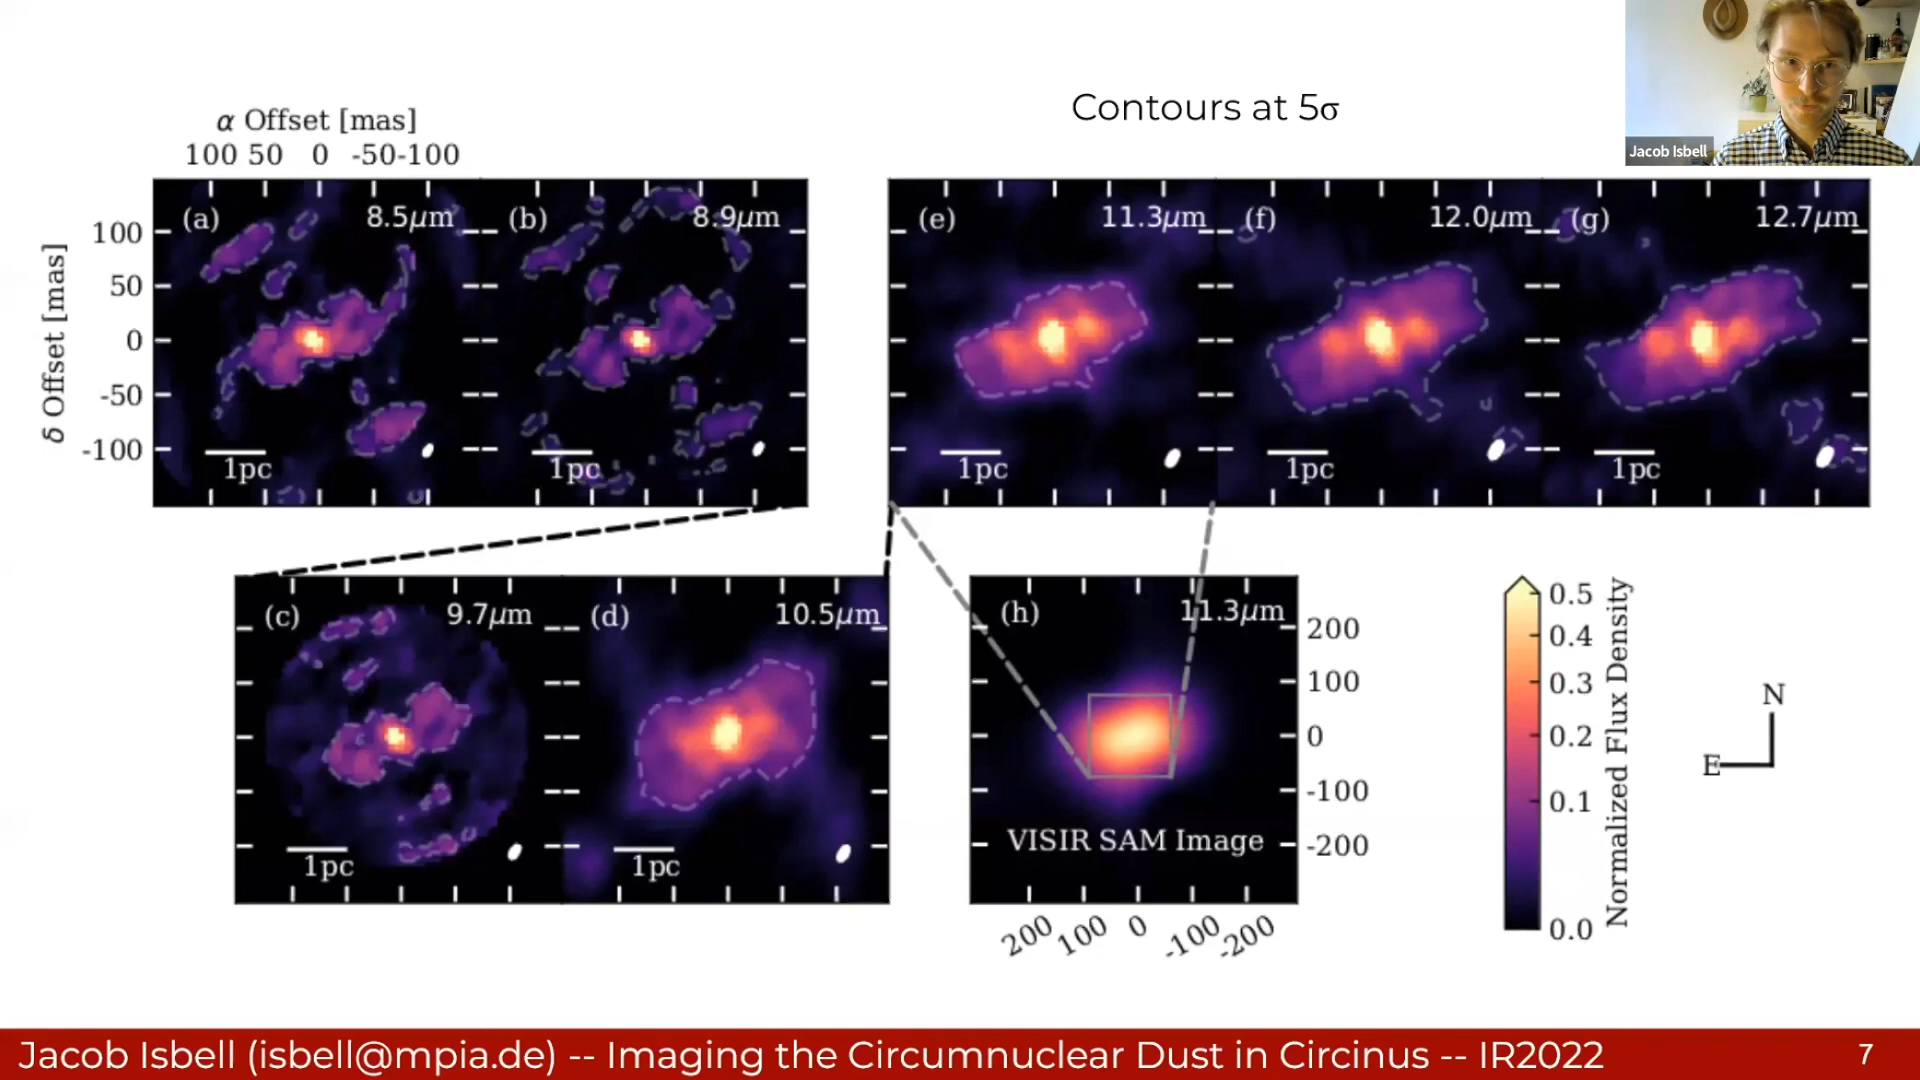 Contours at 5σ
Jacob Isbell
α Offset [mas]
100 50 0 -50-100
δ Offset [mas]
100
50
0
-50
-100
(a) 8.5μm
1pc
(b) 8.9μm
1pc
(e) 11.3μm
1pc
(f) 12.0μm
1pc
(g) 12.7μm
1pc
(c) 9.7μm
1pc
(d) 10.5μm
1pc
(h) 11.3μm
VISIR SAM Image
200
100
0
-100
-200
200 100 0 -100 -200
0.5
0.4
0.3
0.2
0.1
0.0
Normalized Flux Density
N
E
Jacob Isbell (isbell@mpia.de) -- Imaging the Circumnuclear Dust in Circinus -- IR2022
7